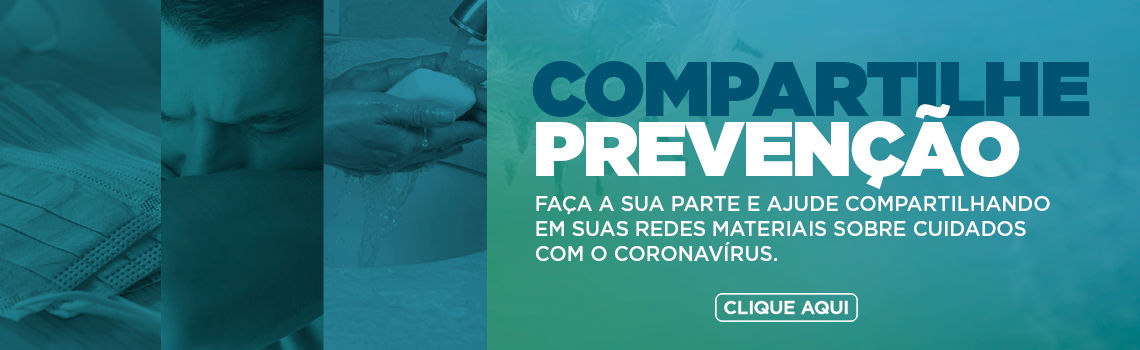 COMPARTILHE
PREVENÇÃO
FAÇA A SUA PARTE E AJUDE COMPARTILHANDO
EM SUAS REDES MATERIAIS SOBRE CUIDADOS
COM O CORONAVÍRUS.
CLIQUE AQUI